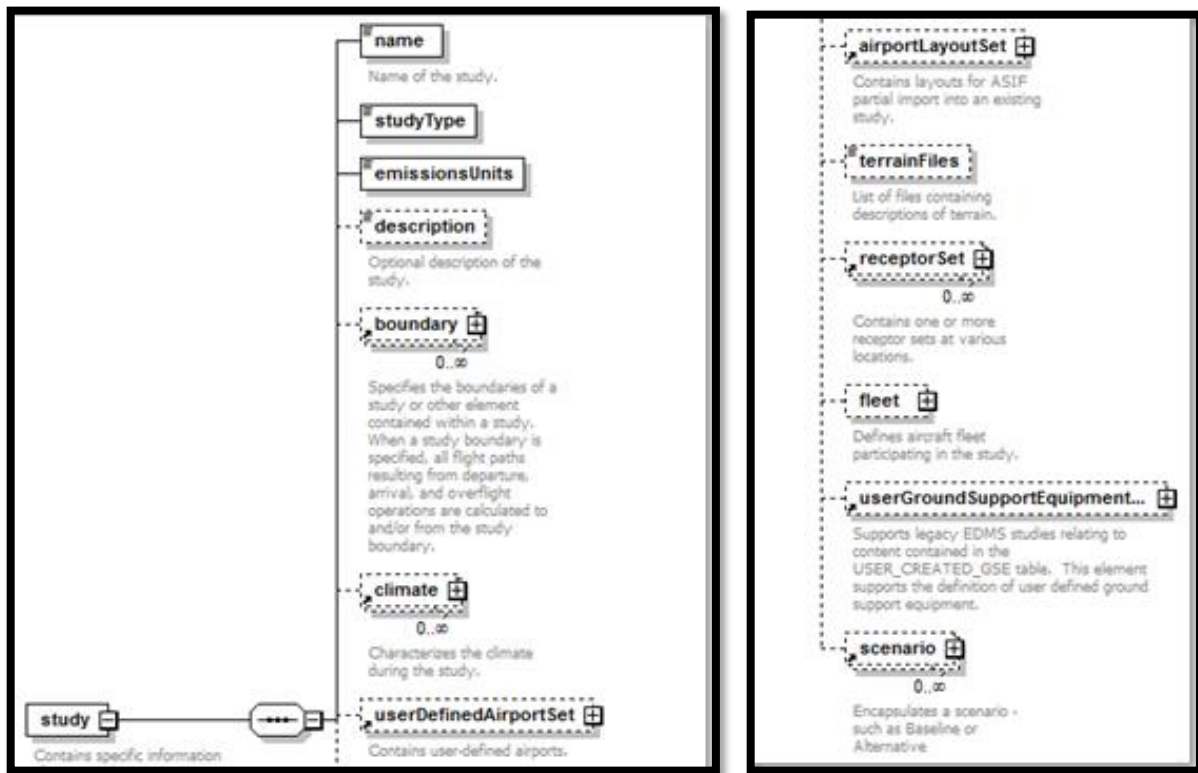 name
Name of the study.
studyType
emissionsUnits
description
Optional description of the
study.
boundary
0..∞
Specifies the boundaries of a
study or other element
contained within a study.
When a study boundary is
specified, all flight paths
resulting from departure,
arrival, and overflight
operations are calculated to
and/or from the study
boundary.
climate
0..∞
Characterizes the climate
during the study.
study
Contains specific information
userDefinedAirportSet
Contains user-defined airports.
airportLayoutSet
Contains layouts for ASIF
partial import into an existing
study.
terrainFiles
List of files containing
descriptions of terrain.
receptorSet
0..∞
Contains one or more
receptor sets at various
locations.
fleet
Defines aircraft fleet
participating in the study.
userGroundSupportEquipment...
Supports legacy EDMS studies relating to
content contained in the
USER_CREATED_GSE table. This element
supports the definition of user defined ground
support equipment.
scenario
0..∞
Encapsulates a scenario -
such as Baseline or
Alternative